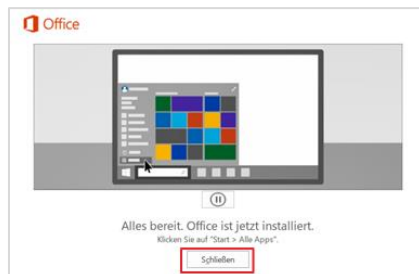 Office
Alles bereit. Office ist jetzt installiert.
Klicken Sie auf "Start > Alle Apps".
Schließen